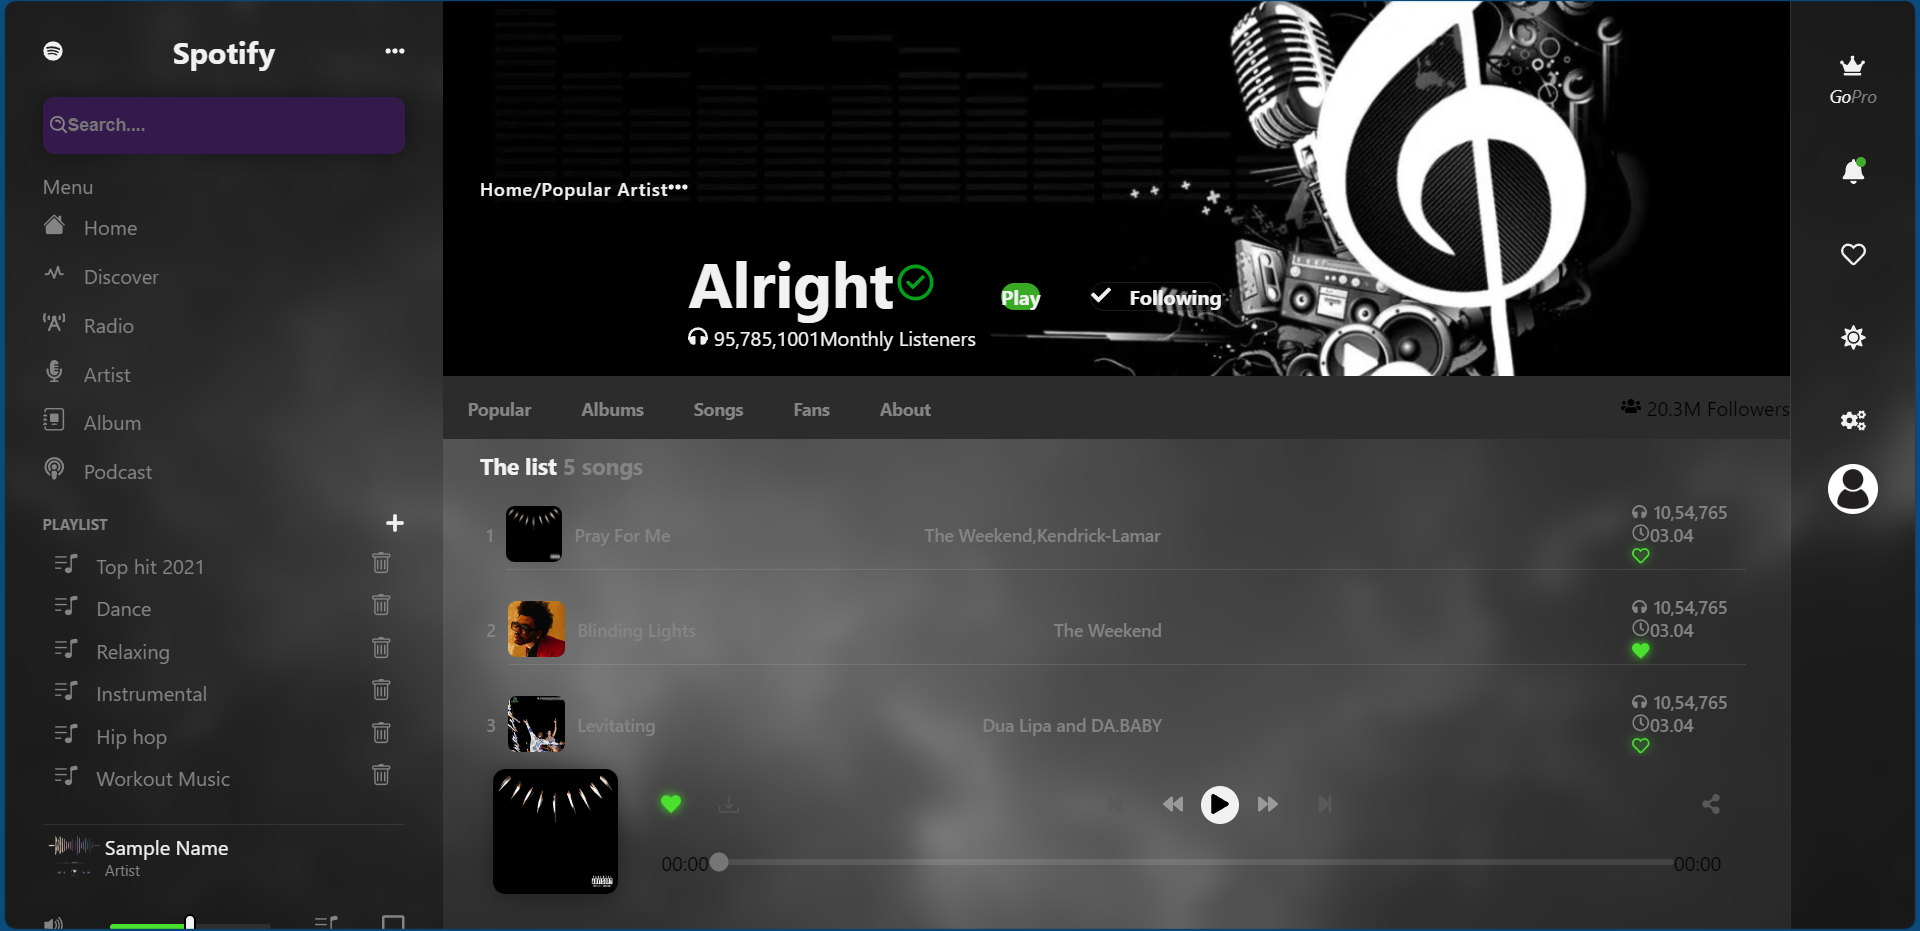 Spotify
Search....
Menu
Home
Discover
Radio
Artist
Album
Podcast
PLAYLIST
Top hit 2021
Dance
Relaxing
Instrumental
Hip hop
Workout Music
Sample Name
Artist
Home/Popular Artist•••
Alright
Play
Following
95,785,1001Monthly Listeners
Popular
Albums
Songs
Fans
About
20.3M Followers
The list 5 songs
1
Pray For Me
The Weekend,Kendrick-Lamar
10,54,765
03.04
2
Blinding Lights
The Weekend
10,54,765
03.04
3
Levitating
Dua Lipa and DA.BABY
10,54,765
03.04
00:00
00:00
GoPro